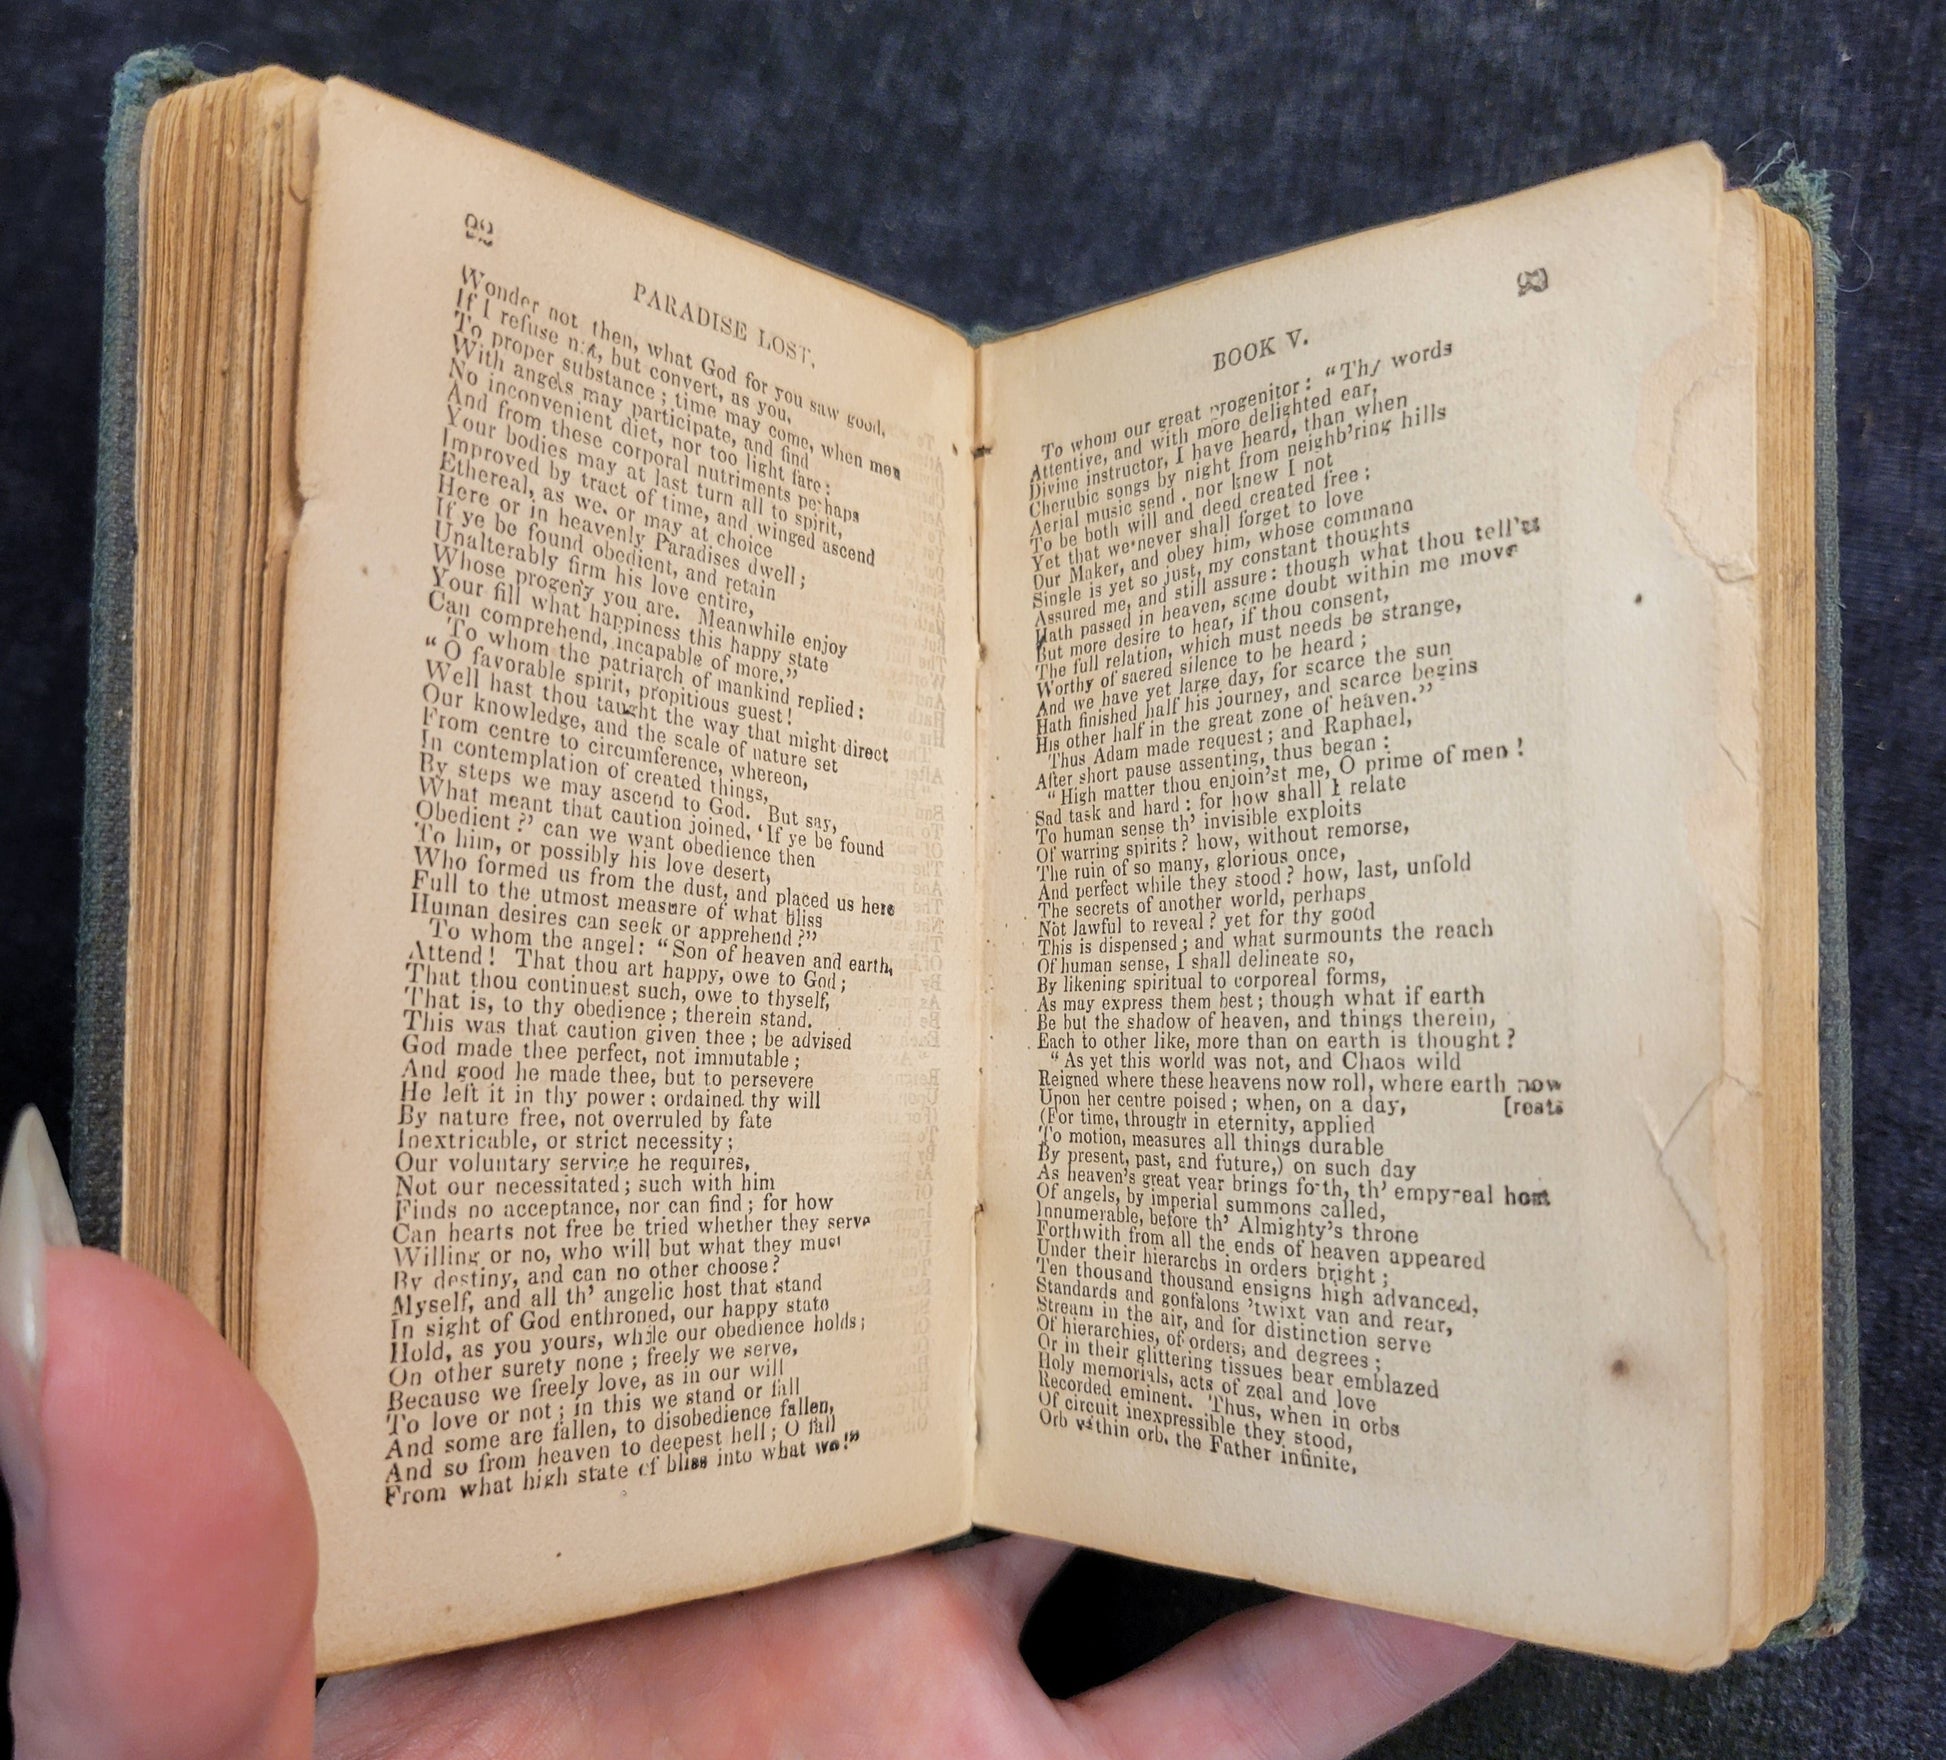 92
PARADISE LOST.
Wonder not then, what God for you saw good,
If I refuse not, but convert, as you,
To proper substance; time may come, when men
With angels may participate, and find
No inconvenient diet, nor too light fare:
And from these corporal nutriments perhaps
Your bodies may at last turn all to spirit,
Improved by tract of time, and winged ascend
Ethereal, as we. or may at choice
Here or in heavenly Paradises dwell;
If ye be found obedient, and retain
Unalterably firm his love entire,
Whose progeny you are. Meanwhile enjoy
Your fill what happiness this happy state
Can comprehend, incapable of more."
To whom the patriarch of mankind replied:
"O favorable spirit, propitious guest!
Well hast thou taught the way that might direct
Our knowledge, and the scale of nature set
From centre to circumference, whereon,
In contemplation of created things,
By steps we may ascend to God. But say,
What meant that caution joined, 'If ye be found
Obedient?' can we want obedience then
To him, or possibly his love desert,
Who formed us from the dust, and placed us here
Full to the utmost measure of what bliss
Human desires can seek or apprehend?"
To whom the angel: "Son of heaven and earth,
Attend! That thou art happy, owe to God;
That thou continuest such, owe to thyself,
That is, to thy obedience; therein stand.
This was that caution given thee; be advised
God made thee perfect, not immutable;
And good he made thee, but to persevere
He left it in thy power: ordained thy will
By nature free, not overruled by fate
Inextricable, or strict necessity;
Our voluntary service he requires,
Not our necessitated; such with him
Finds no acceptance, nor can find; for how
Can hearts not free be tried whether they serve
Willing or no, who will but what they must
By destiny, and can no other choose?
Myself, and all th' angelic host that stand
In sight of God enthroned, our happy state
Hold, as you yours, while our obedience holds;
On other surety none; freely we serve,
Because we freely love, as in our will
To love or not; in this we stand or fall
And some are fallen, to disobedience fallen,
And so from heaven to deepest hell; O fall
From what high state of bliss into what wo!"
93
BOOK V.
To whom our great progenitor: "Thy words
Attentive, and with more delighted ear,
Divine instructor, I have heard, than when
Cherubic songs by night from neighb'ring hills
Aerial music send. nor knew I not
To be both will and deed created free;
Yet that we never shall forget to love
Our Maker, and obey him, whose command
Single is yet so just, my constant thoughts
Assured me, and still assure: though what thou tell'st
Hath passed in heaven, some doubt within me move
But more desire to hear, if thou consent,
The full relation, which must needs be strange,
Worthy of sacred silence to be heard;
And we have yet large day, for scarce the sun
Hath finished half his journey, and scarce begins
His other half in the great zone of heaven."
Thus Adam made request; and Raphael,
After short pause assenting, thus began:
"High matter thou enjoin'st me, O prime of men!
Sad task and hard: for how shall I relate
To human sense th' invisible exploits
Of warring spirits? how, without remorse,
The ruin of so many, glorious once,
And perfect while they stood? how, last, unfold
The secrets of another world, perhaps
Not lawful to reveal? yet for thy good
This is dispensed; and what surmounts the reach
Of human sense, I shall delineate so,
By likening spiritual to corporeal forms,
As may express them best; though what if earth
Be but the shadow of heaven, and things therein,
Each to other like, more than on earth is thought?
"As yet this world was not, and Chaos wild
Reigned where these heavens now roll, where earth now
Upon her centre poised; when, on a day, [rests
(For time, through in eternity, applied
To motion, measures all things durable
By present, past, and future,) on such day
As heaven's great year brings forth, th' empyreal host
Of angels, by imperial summons called,
Innumerable, before th' Almighty's throne
Forthwith from all the ends of heaven appeared
Under their hierarchs in orders bright;
Ten thousand thousand ensigns high advanced,
Standards and gonfalons 'twixt van and rear,
Stream in the air, and for distinction serve
Of hierarchies, of orders, and degrees;
Or in their glittering tissues bear emblazed
Holy memorials, acts of zeal and love
Recorded eminent. Thus, when in orbs
Of circuit inexpressible they stood,
Orb within orb, the Father infinite,